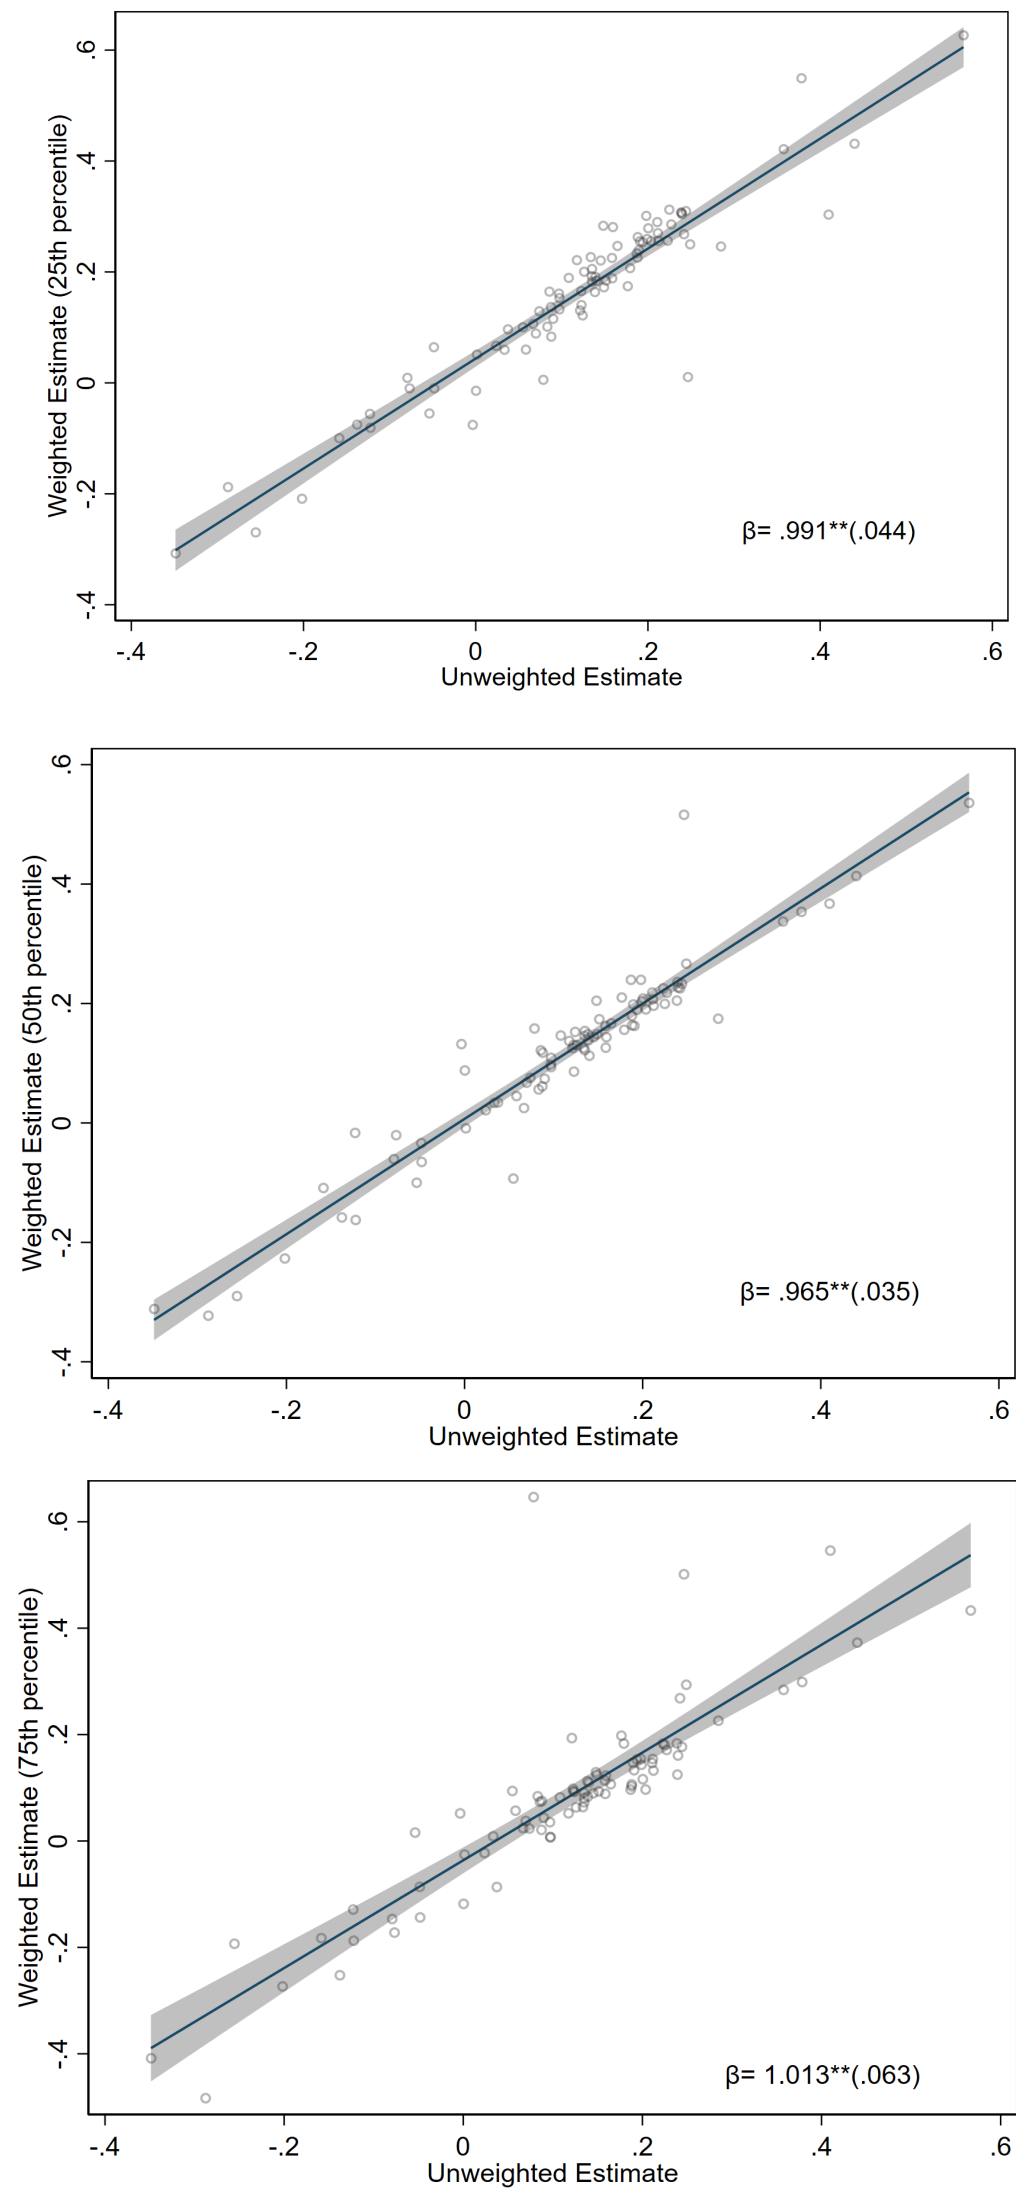 Weighted Estimate (25th percentile)
.6
.4
.2
0
-.2
-.4
β= .991**(.044)
-.4 -.2 0 .2 .4 .6
Unweighted Estimate
Weighted Estimate (50th percentile)
.6
.4
.2
0
-.2
-.4
β= .965**(.035)
-.4 -.2 0 .2 .4 .6
Unweighted Estimate
Weighted Estimate (75th percentile)
.6
.4
.2
0
-.2
-.4
β= 1.013**(.063)
-.4 -.2 0 .2 .4 .6
Unweighted Estimate